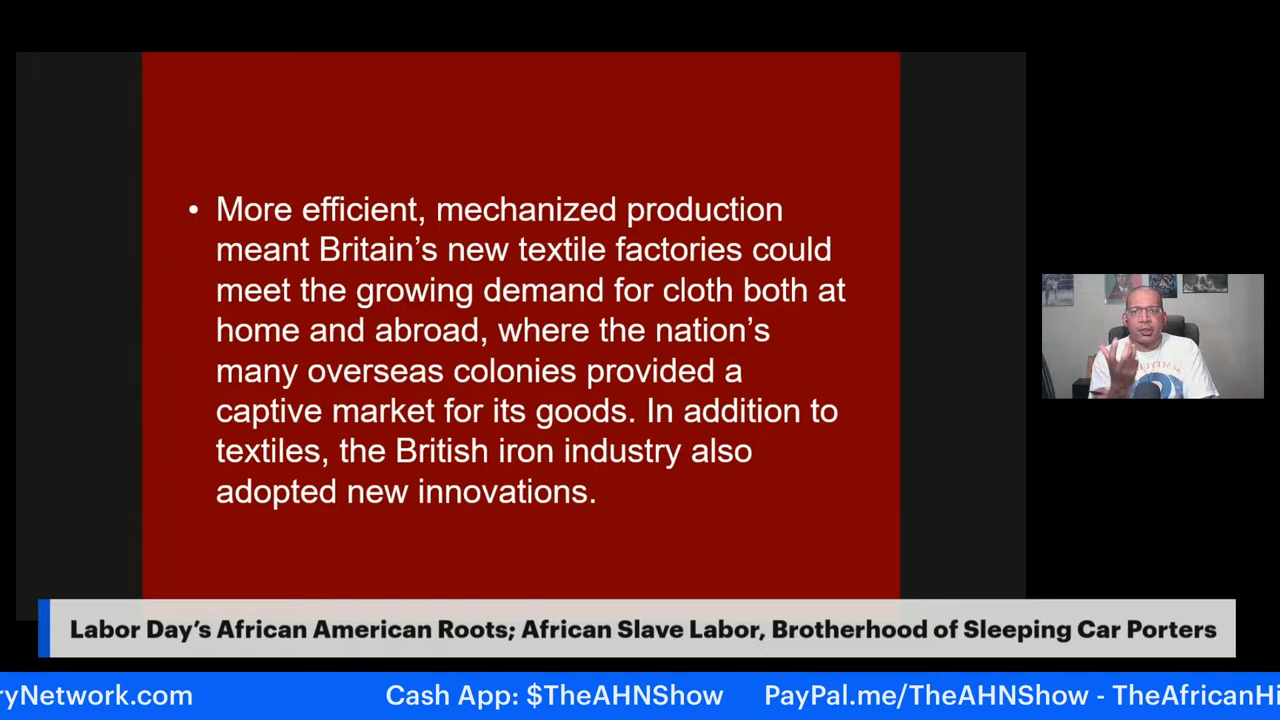 • More efficient, mechanized production
meant Britain’s new textile factories could
meet the growing demand for cloth both at
home and abroad, where the nation’s
many overseas colonies provided a
captive market for its goods. In addition to
textiles, the British iron industry also
adopted new innovations.
Labor Day’s African American Roots; African Slave Labor, Brotherhood of Sleeping Car Porters
ryNetwork.com Cash App: $TheAHNShow PayPal.me/TheAHNShow - TheAfricanHi